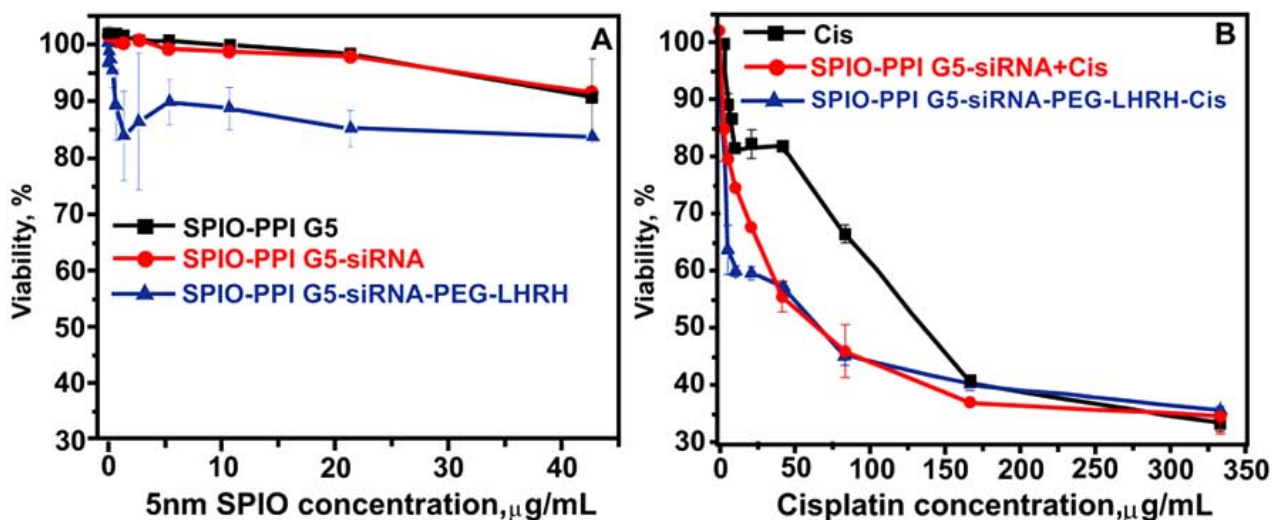 A
Viability, %
100
90
80
70
60
50
40
30
SPIO-PPI G5
SPIO-PPI G5-siRNA
SPIO-PPI G5-siRNA-PEG-LHRH
0
10
20
30
40
5nm SPIO concentration,μg/mL
B
Viability, %
100
90
80
70
60
50
40
30
Cis
SPIO-PPI G5-siRNA+Cis
SPIO-PPI G5-siRNA-PEG-LHRH-Cis
0
50
100
150
200
250
300
350
Cisplatin concentration,μg/mL